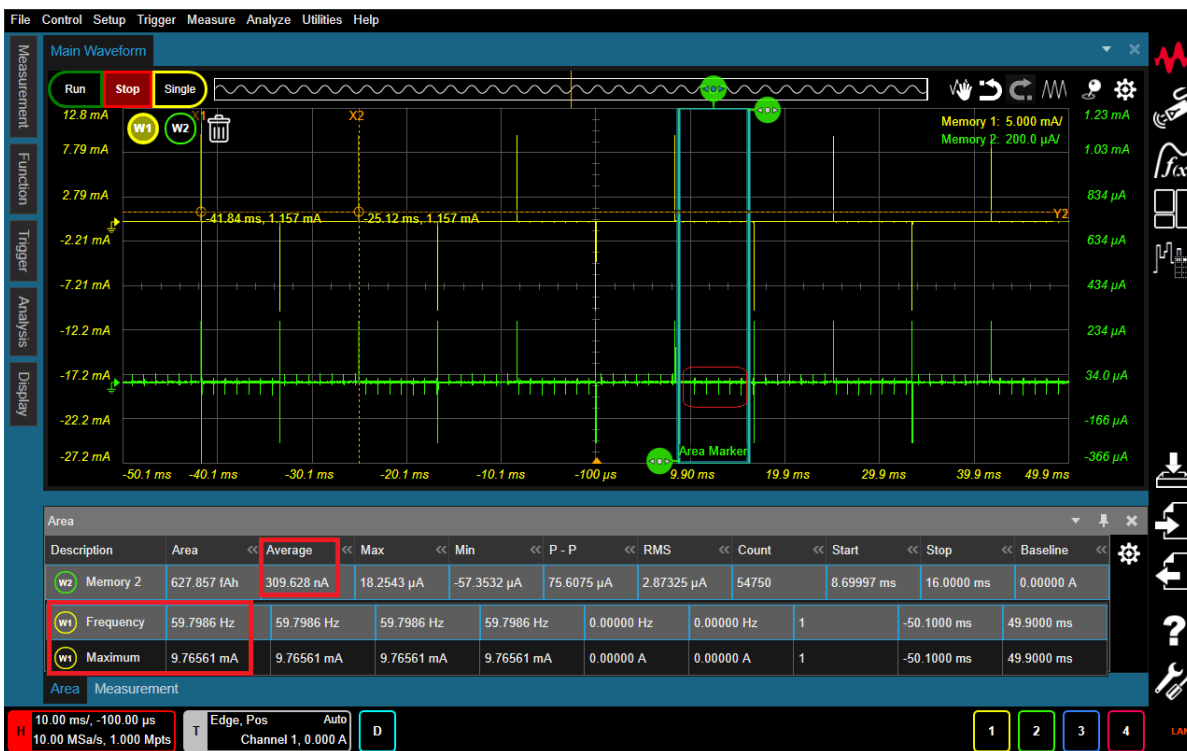 File Control Setup Trigger Measure Analyze Utilities Help
Main Waveform
Run Stop Single
Measurement
Function
Trigger
Analysis
Display
W1 W2
X1
X2
Memory 1: 5.000 mA/
Memory 2: 200.0 µA/
12.8 mA
7.79 mA
2.79 mA
-2.21 mA
-7.21 mA
-12.2 mA
-17.2 mA
-22.2 mA
-27.2 mA
1.23 mA
1.03 mA
834 µA
634 µA
434 µA
234 µA
34.0 µA
-166 µA
-366 µA
-41.84 ms, 1.157 mA
-25.12 ms, 1.157 mA
Y2
Area Marker
-50.1 ms -40.1 ms -30.1 ms -20.1 ms -10.1 ms -100 µs 9.90 ms 19.9 ms 29.9 ms 39.9 ms 49.9 ms
Area
Description Area Average Max Min P - P RMS Count Start Stop Baseline
W2 Memory 2 627.857 fAh 309.628 nA 18.2543 µA -57.3532 µA 75.6075 µA 2.87325 µA 54750 8.69997 ms 16.0000 ms 0.00000 A
W1 Frequency 59.7986 Hz 59.7986 Hz 59.7986 Hz 59.7986 Hz 0.00000 Hz 0.00000 Hz 1 -50.1000 ms 49.9000 ms
W1 Maximum 9.76561 mA 9.76561 mA 9.76561 mA 9.76561 mA 0.00000 A 0.00000 A 1 -50.1000 ms 49.9000 ms
Area Measurement
H 10.00 ms/, -100.00 µs
10.00 MSa/s, 1.000 Mpts
T Edge, Pos Auto
Channel 1, 0.000 A
D
1 2 3 4